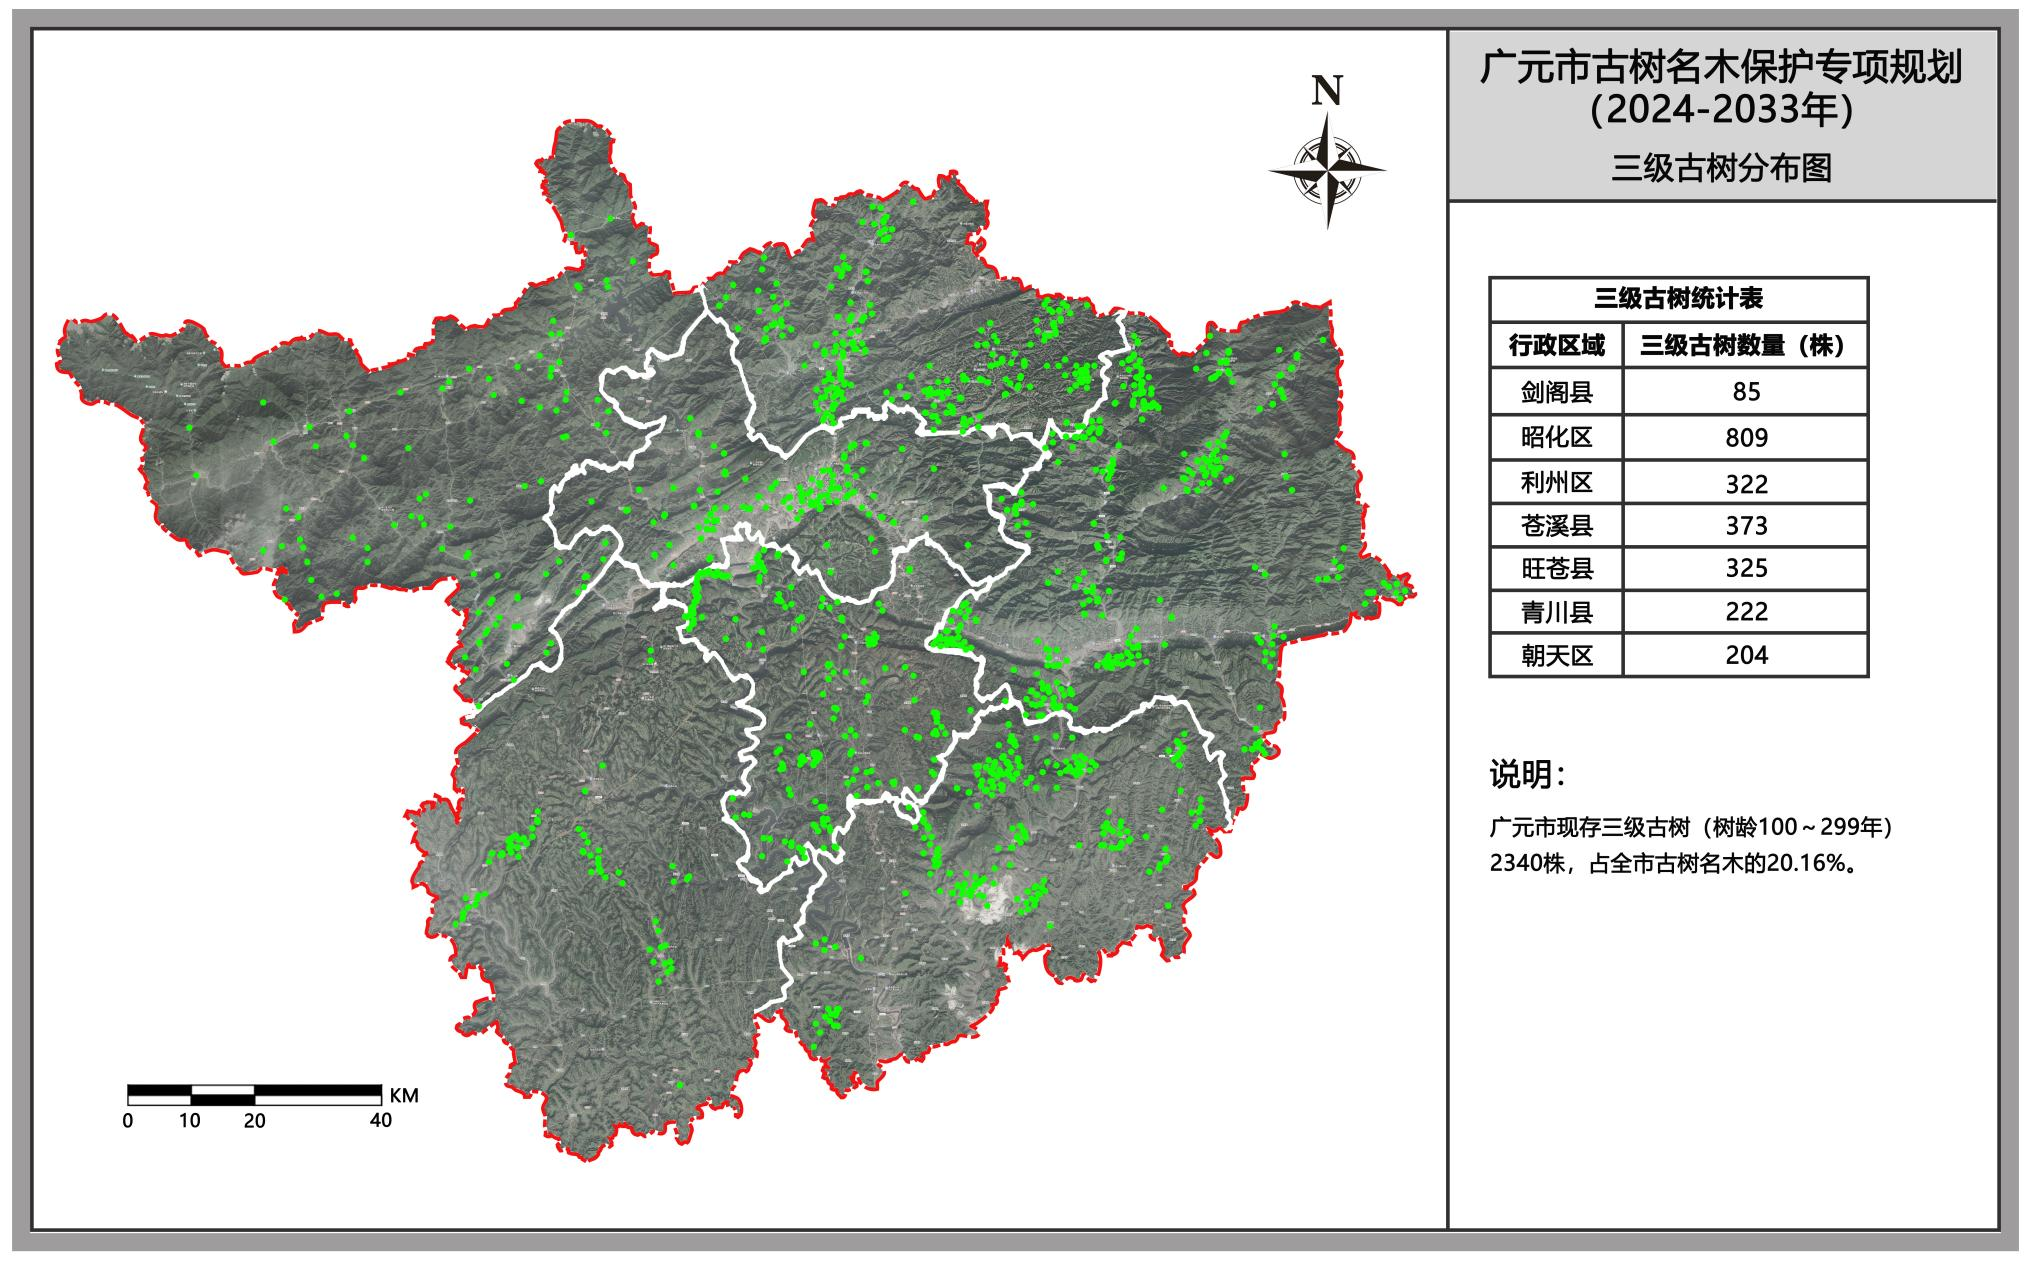 广元市古树名木保护专项规划
（2024-2033年）
三级古树分布图
N
三级古树统计表
行政区域 三级古树数量（株）
剑阁县 85
昭化区 809
利州区 322
苍溪县 373
旺苍县 325
青川县 222
朝天区 204
说明：
广元市现存三级古树（树龄100～299年）
2340株，占全市古树名木的20.16%。
KM
0 10 20 40